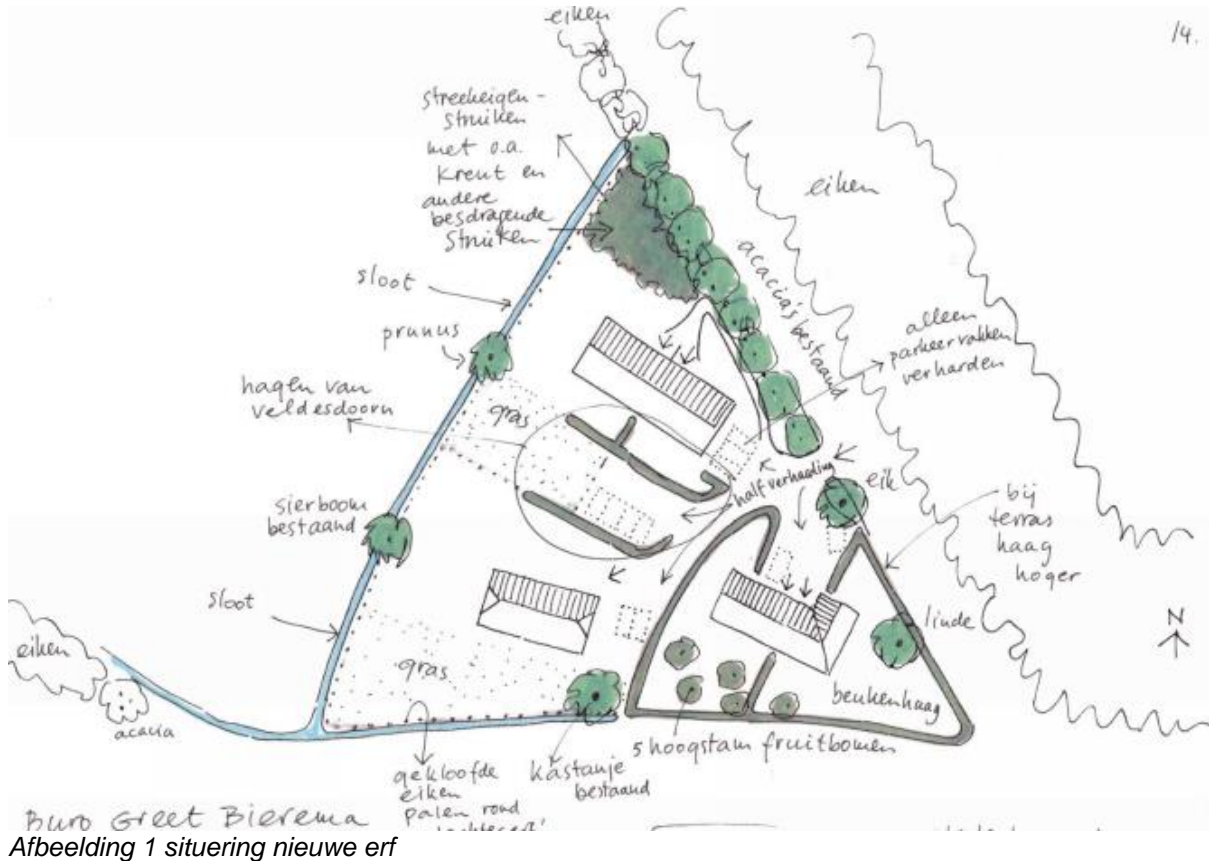 14.
eiken
streekeigen-
struiken
met o.a.
krent en
andere
besdragende
struiken
eiken
acacia's bestaand
sloot
prunus
alleen
parkeervakken
verharden
hagen van
veldesdoorn
gras
half verharding
eik
sierboom
bestaand
bij
terras
haag
hoger
sloot
linde
N
eiken
gras
beukenhaag
acacia
5 hoogstam fruitbomen
gekloofde
eiken
palen rond
kastanje
bestaand
Buro Greet Bierema
Afbeelding 1 situering nieuwe erf